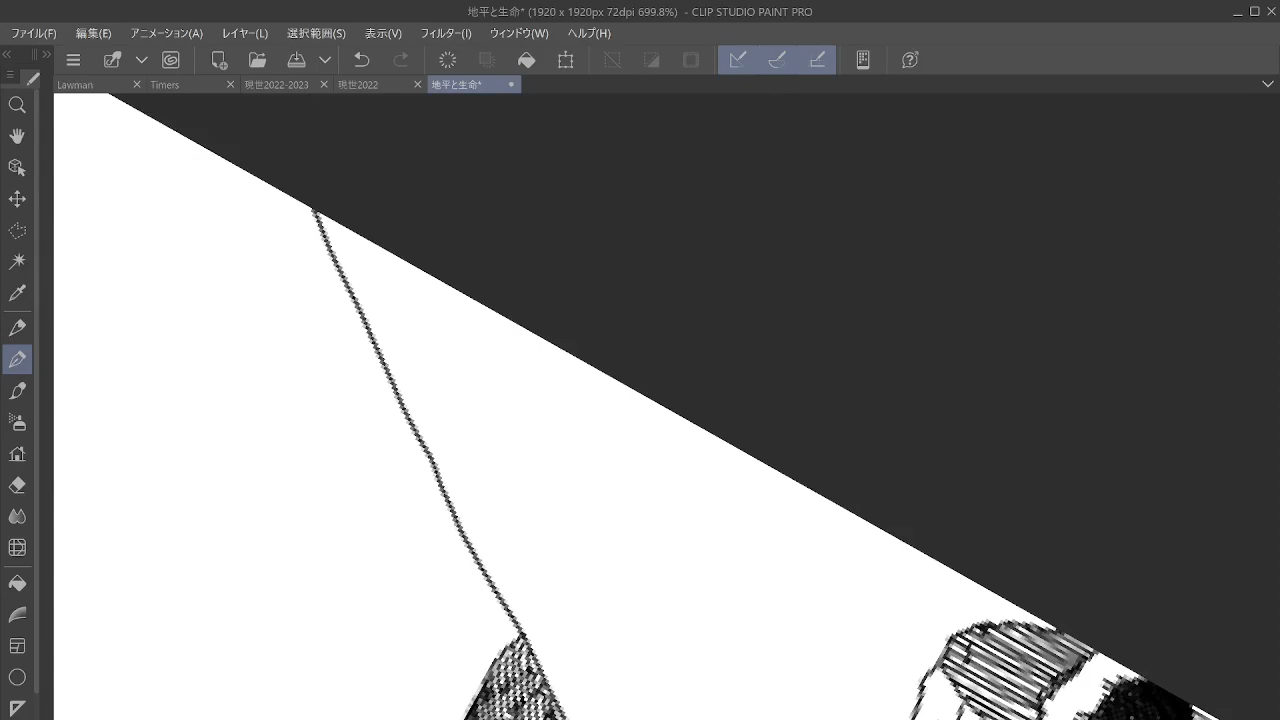 地平と生命* (1920 x 1920px 72dpi 699.8%)  - CLIP STUDIO PAINT PRO
ファイル(F) 編集(E) アニメーション(A) レイヤー(L) 選択範囲(S) 表示(V) フィルター(I) ウィンドウ(W) ヘルプ(H)
Lawman Timers 現世2022-2023 現世2022 地平と生命*